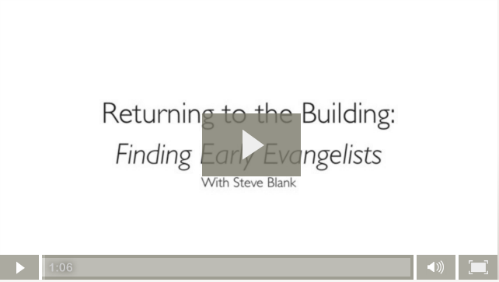 Returning to the Building:
Finding Early Evangelists
With Steve Blank
1:06